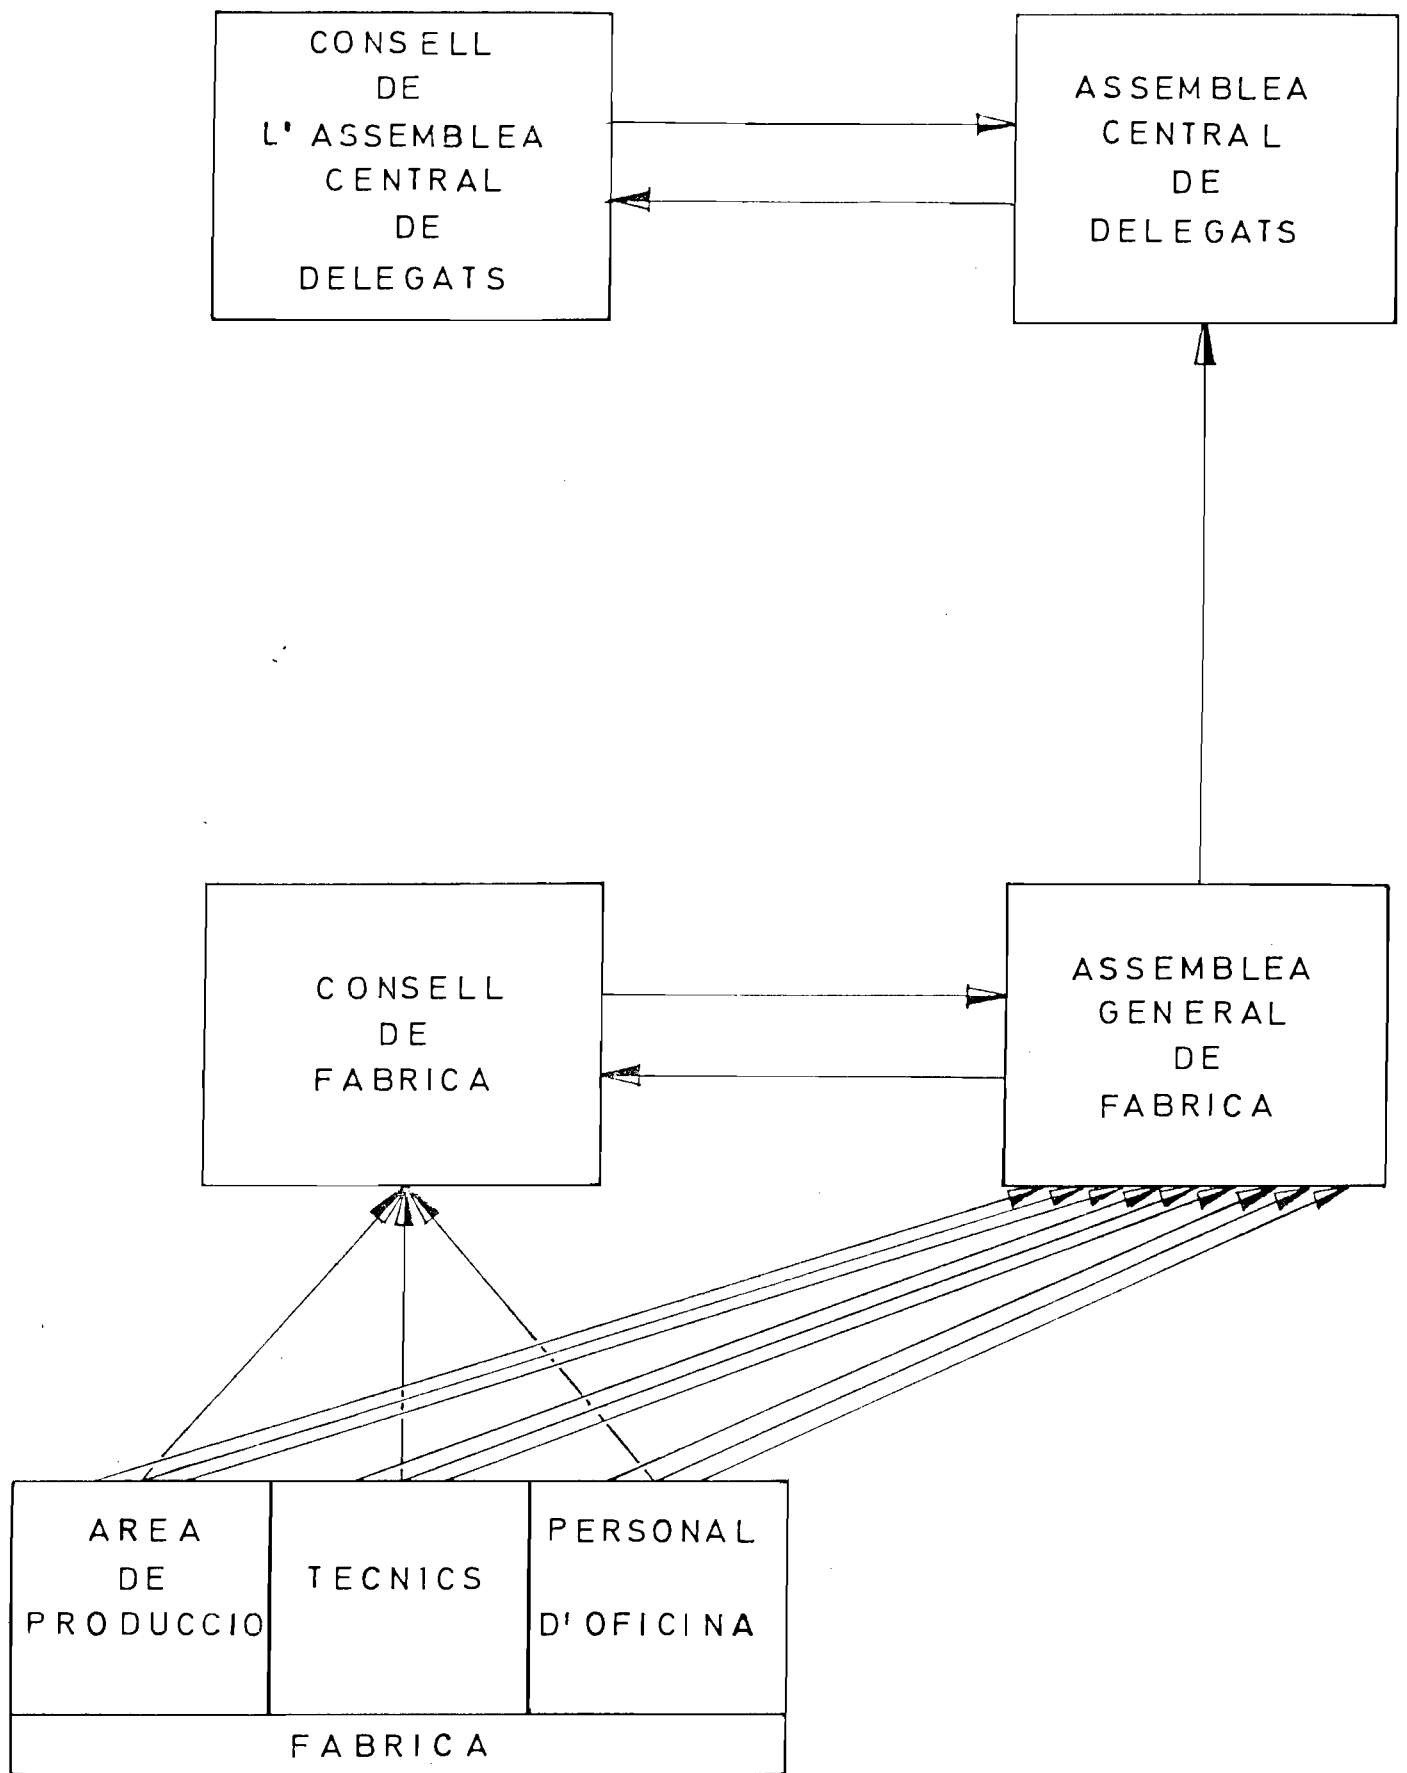 CONSELL
DE
L' ASSEMBLEA
CENTRAL
DE
DELEGATS
ASSEMBLEA
CENTRAL
DE
DELEGATS
CONSELL
DE
FABRICA
ASSEMBLEA
GENERAL
DE
FABRICA
AREA
DE
PRODUCCIO
TECNICS
PERSONAL
D'OFICINA
FABRICA